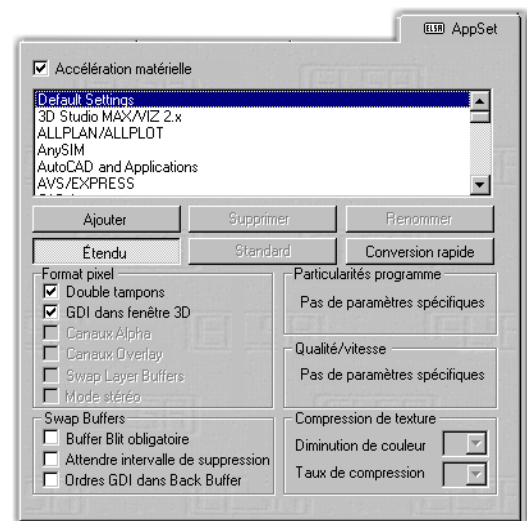 ELSA AppSet
Accélération matérielle
Default Settings
3D Studio MAX/VIZ 2.x
ALLPLAN/ALLPLOT
AnySIM
AutoCAD and Applications
AVS/EXPRESS
Ajouter Supprimer Renommer
Étendu Standard Conversion rapide
Format pixel
Double tampons
GDI dans fenêtre 3D
Canaux Alpha
Canaux Overlay
Swap Layer Buffers
Mode stéréo
Particularités programme
Pas de paramètres spécifiques
Qualité/vitesse
Pas de paramètres spécifiques
Swap Buffers
Buffer Blit obligatoire
Attendre intervalle de suppression
Ordres GDI dans Back Buffer
Compression de texture
Diminution de couleur
Taux de compression